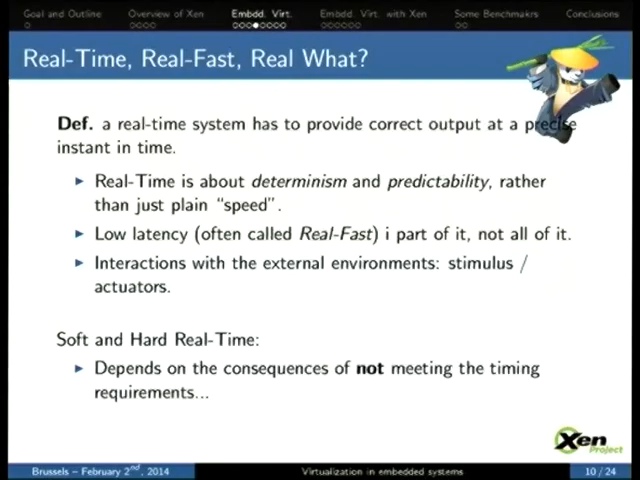 Goal and Outline Overview of Xen Embdd. Virt. Embdd. Virt. with Xen Some Benchmakrs Conclusions
Real-Time, Real-Fast, Real What?
Def. a real-time system has to provide correct output at a precise
instant in time.
Real-Time is about determinism and predictability, rather
than just plain “speed”.
Low latency (often called Real-Fast) i part of it, not all of it.
Interactions with the external environments: stimulus /
actuators.
Soft and Hard Real-Time:
Depends on the consequences of not meeting the timing
requirements...
Xen
Project
Brussels – February 2nd, 2014 Virtualization in embedded systems 10 / 24